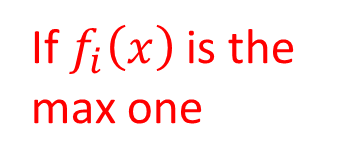 If $f_i(x)$ is the
max one